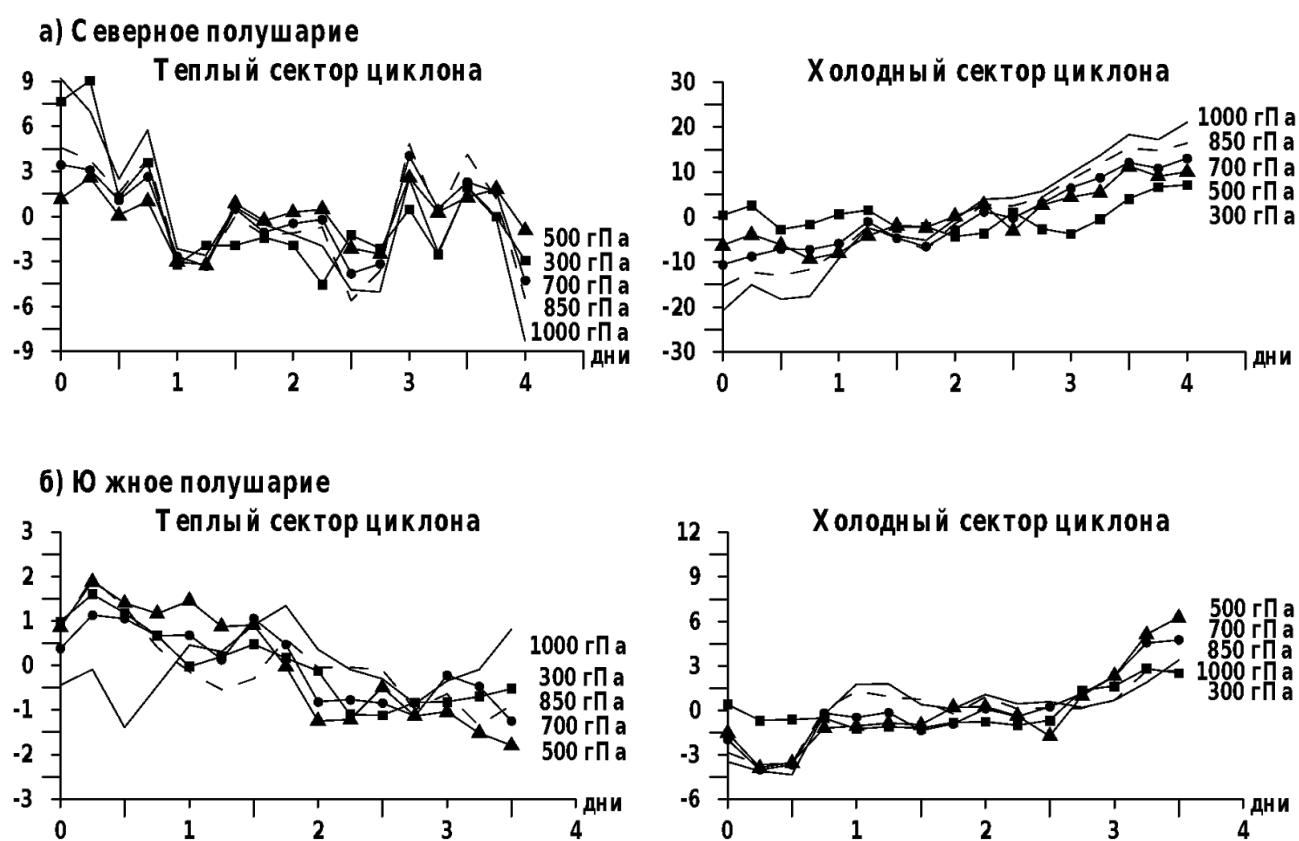 а) Северное полушарие
Теплый сектор циклона
9
6
3
0
-3
-6
-9
500 гПа
300 гПа
700 гПа
850 гПа
1000 гПа
дни
0 1 2 3 4
Холодный сектор циклона
30
20
10
0
-10
-20
-30
1000 гПа
850 гПа
700 гПа
500 гПа
300 гПа
дни
0 1 2 3 4
б) Южное полушарие
Теплый сектор циклона
3
2
1
0
-1
-2
-3
1000 гПа
300 гПа
850 гПа
700 гПа
500 гПа
дни
0 1 2 3 4
Холодный сектор циклона
12
9
6
3
0
-3
-6
500 гПа
700 гПа
850 гПа
1000 гПа
300 гПа
дни
0 1 2 3 4